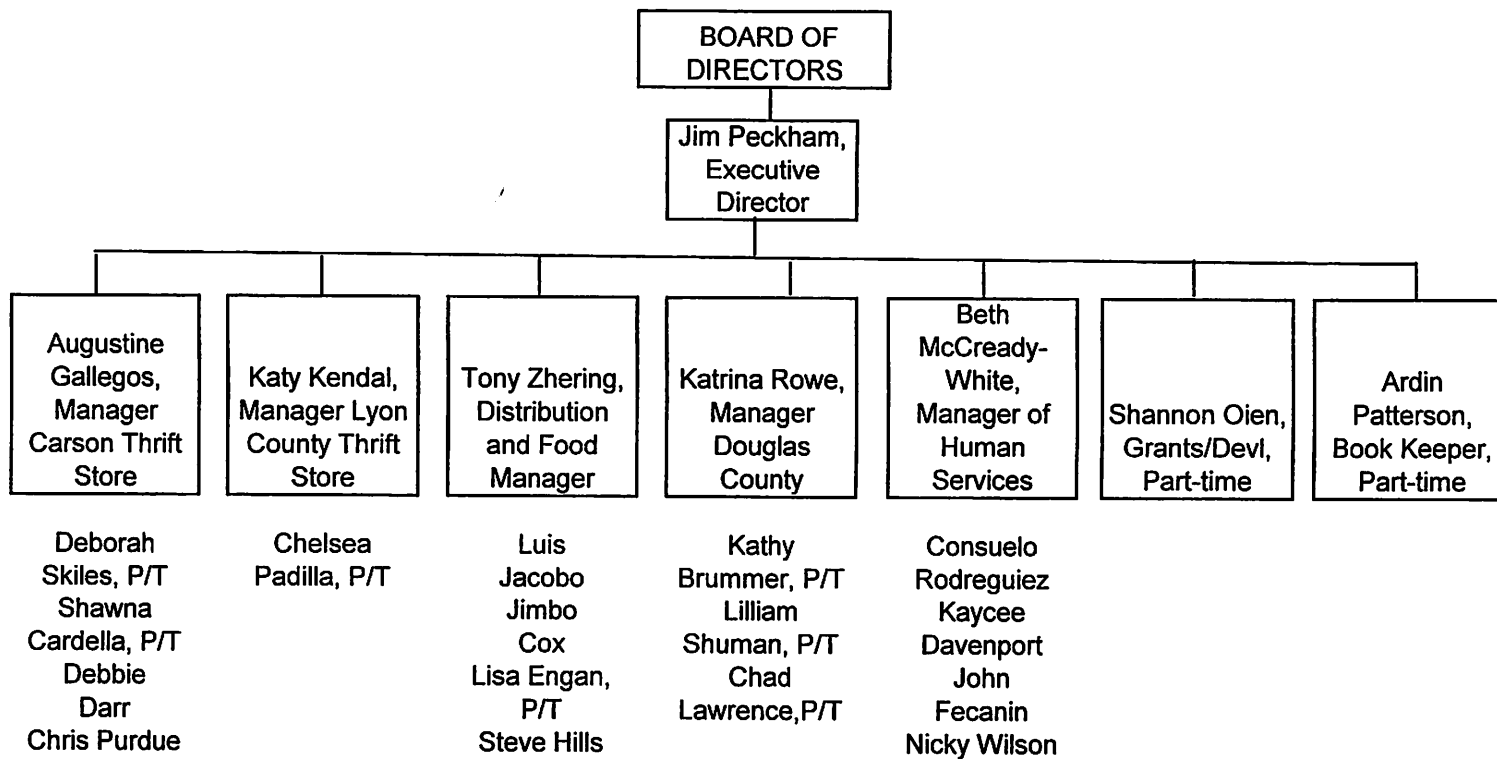 BOARD OF
DIRECTORS
Jim Peckham,
Executive
Director
Augustine
Gallegos,
Manager
Carson Thrift
Store
Katy Kendal,
Manager Lyon
County Thrift
Store
Tony Zhering,
Distribution
and Food
Manager
Katrina Rowe,
Manager
Douglas
County
Beth
McCready-
White,
Manager of
Human
Services
Shannon Oien,
Grants/Devl,
Part-time
Ardin
Patterson,
Book Keeper,
Part-time
Deborah
Skiles, P/T
Shawna
Cardella, P/T
Debbie
Darr
Chris Purdue
Chelsea
Padilla, P/T
Luis
Jacobo
Jimbo
Cox
Lisa Engan,
P/T
Steve Hills
Kathy
Brummer, P/T
Lilliam
Shuman, P/T
Chad
Lawrence,P/T
Consuelo
Rodreguiez
Kaycee
Davenport
John
Fecanin
Nicky Wilson